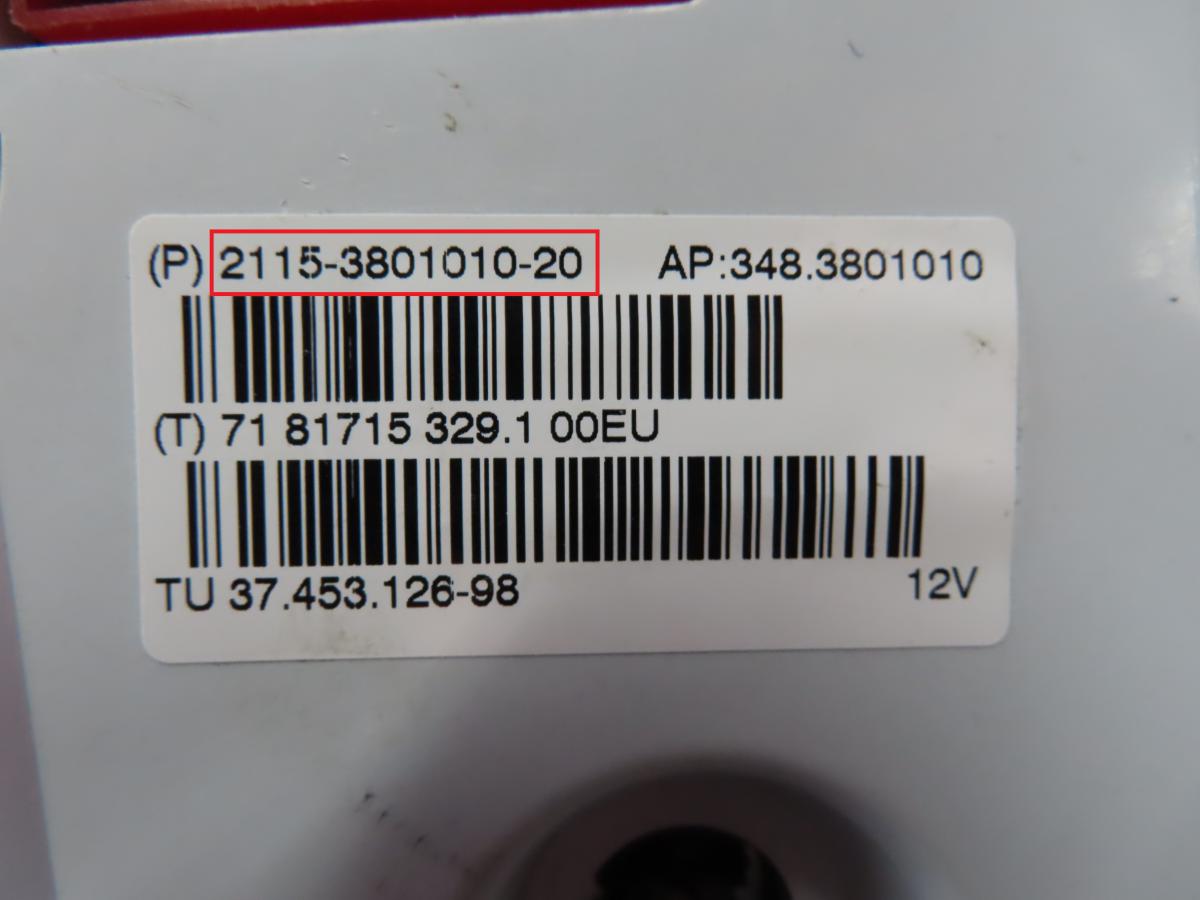 (P) 2115-3801010-20 AP:348.3801010
(T) 71 81715 329.1 00EU
TU 37.453.126-98 12V